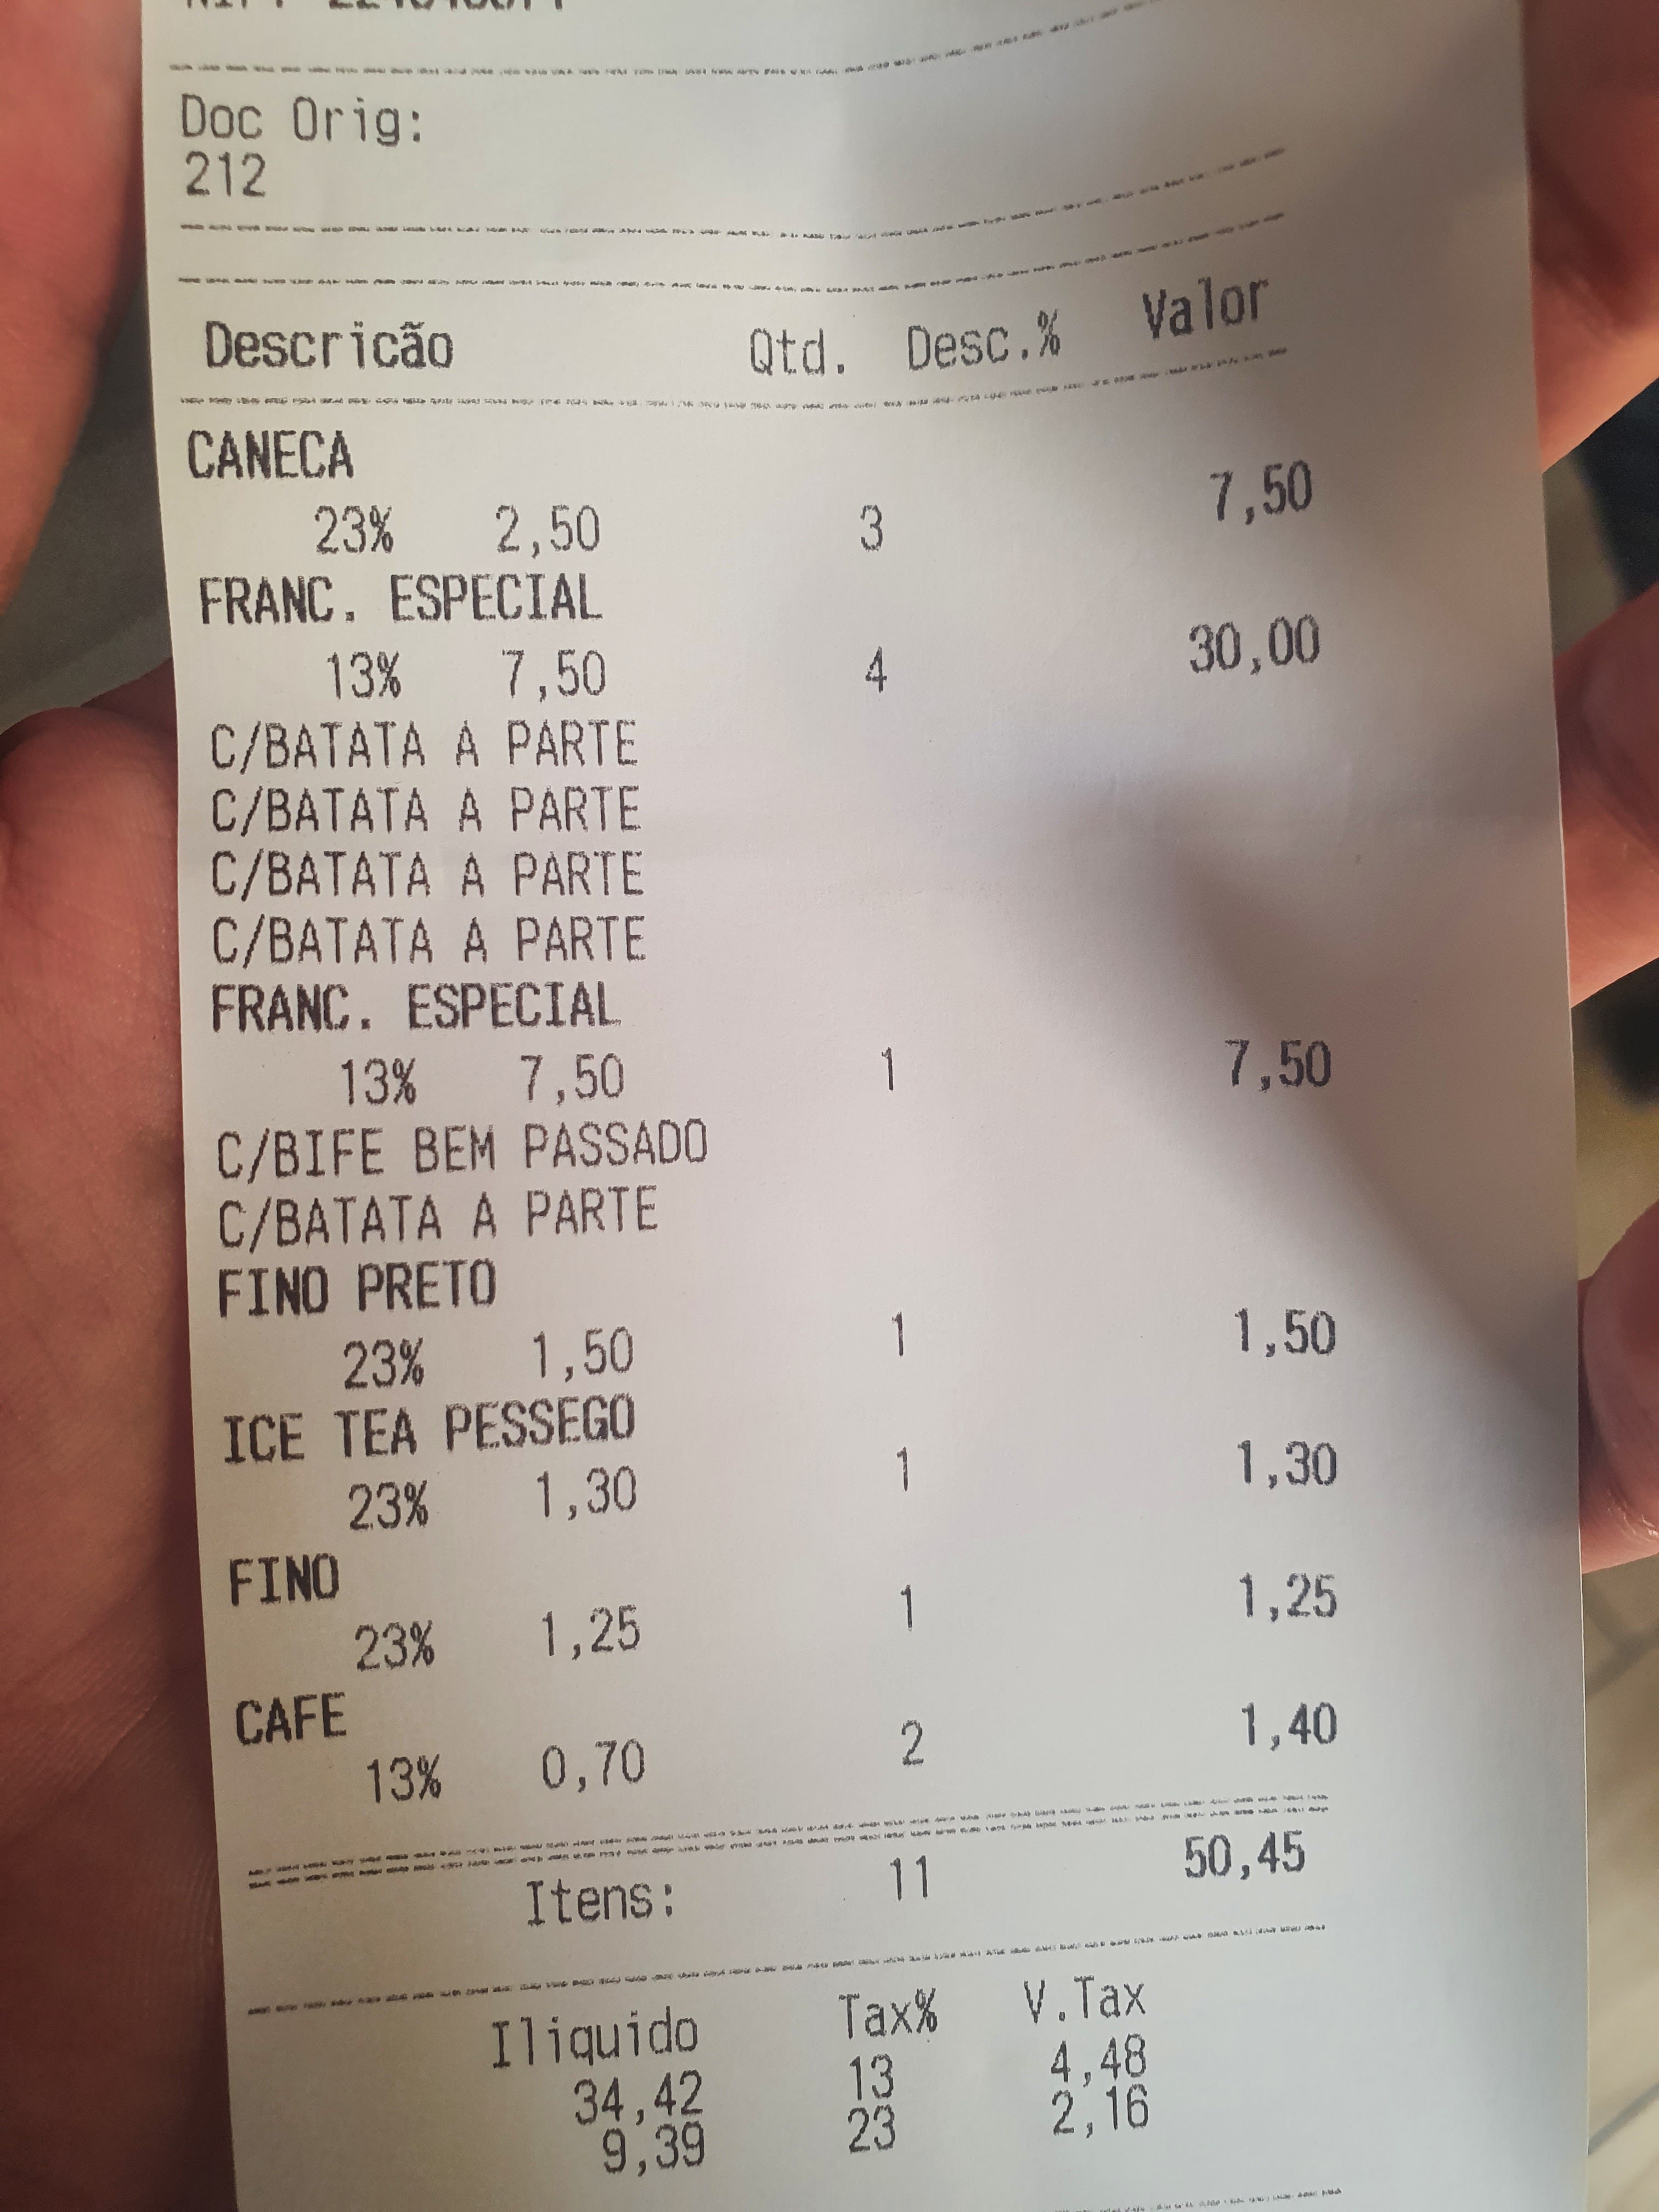 Doc Orig:
212
Descricão Qtd. Desc.% Valor
CANECA
23% 2,50 3 7,50
FRANC. ESPECIAL
13% 7,50 4 30,00
C/BATATA A PARTE
C/BATATA A PARTE
C/BATATA A PARTE
C/BATATA A PARTE
FRANC. ESPECIAL
13% 7,50 1 7,50
C/BIFE BEM PASSADO
C/BATATA A PARTE
FINO PRETO
23% 1,50 1 1,50
ICE TEA PESSEGO
23% 1,30 1 1,30
FINO
23% 1,25 1 1,25
CAFE
13% 0,70 2 1,40
Itens: 11 50,45
Iliquido Tax% V.Tax
34,42 13 4,48
9,39 23 2,16